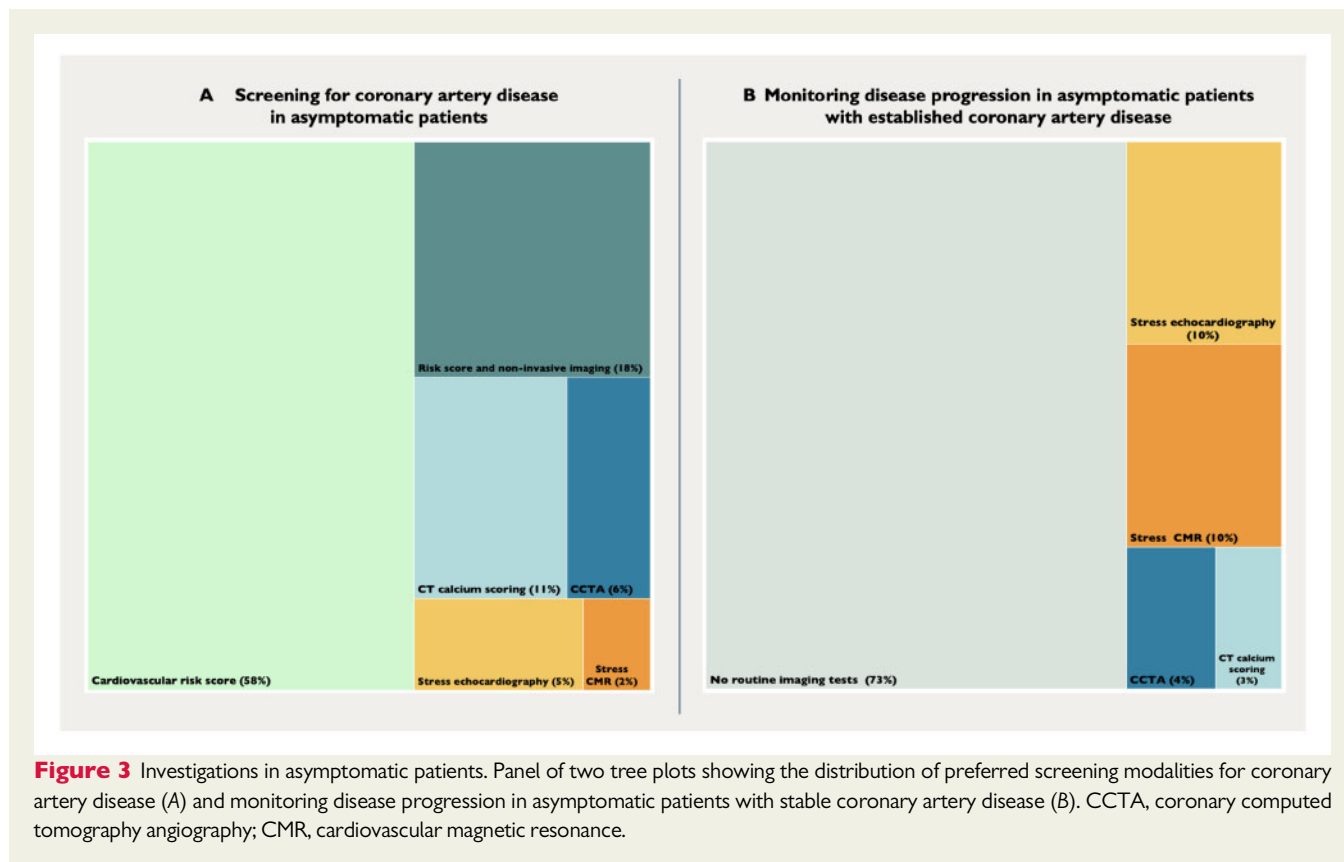 A Screening for coronary artery disease
in asymptomatic patients
Risk score and non-invasive imaging (18%)
CT calcium scoring (11%)
CCTA (6%)
Cardiovascular risk score (58%)
Stress echocardiography (5%)
Stress
CMR (2%)
B Monitoring disease progression in asymptomatic patients
with established coronary artery disease
Stress echocardiography
(10%)
Stress CMR (10%)
No routine imaging tests (73%)
CCTA (4%)
CT calcium
scoring
(3%)
Figure 3 Investigations in asymptomatic patients. Panel of two tree plots showing the distribution of preferred screening modalities for coronary
artery disease (A) and monitoring disease progression in asymptomatic patients with stable coronary artery disease (B). CCTA, coronary computed
tomography angiography; CMR, cardiovascular magnetic resonance.